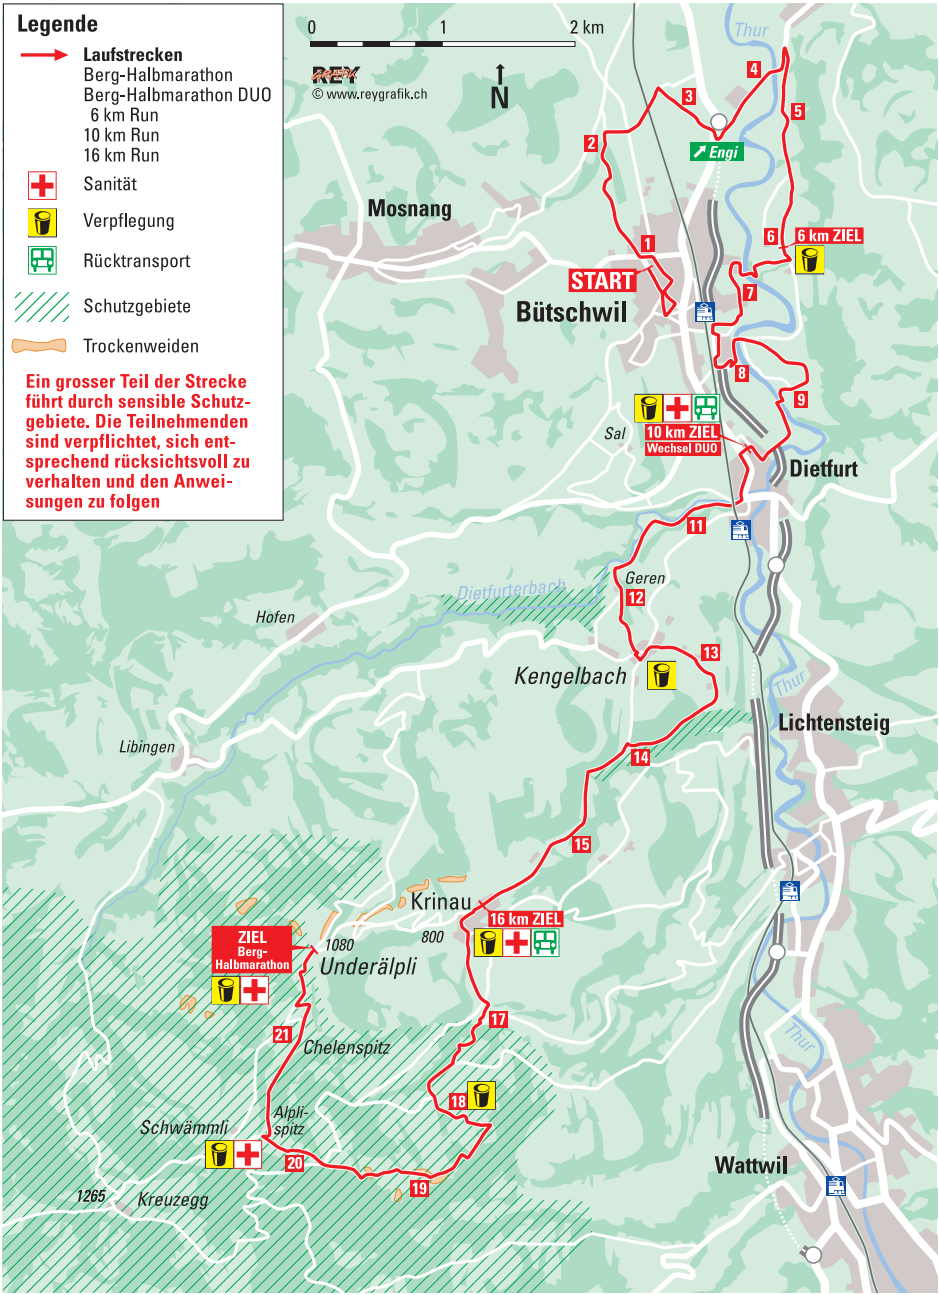 Legende
Laufstrecken
Berg-Halbmarathon
Berg-Halbmarathon DUO
6 km Run
10 km Run
16 km Run
Sanität
Verpflegung
Rücktransport
Schutzgebiete
Trockenweiden
Ein grosser Teil der Strecke
führt durch sensible Schutz-
gebiete. Die Teilnehmenden
sind verpflichtet, sich ent-
sprechend rücksichtsvoll zu
verhalten und den Anwei-
sungen zu folgen
0 1 2 km
REY
GRAFIK
© www.reygrafik.ch
N
Thur
4
3
5
2
Engi
Mosnang
1
6
6 km ZIEL
START
7
Bütschwil
8
9
Sal
10 km ZIEL
Wechsel DUO
Dietfurt
11
Geren
Dietfurterbach
12
Hofen
13
Kengelbach
Thur
Lichtensteig
Libingen
14
15
Krinau
16 km ZIEL
800
ZIEL
Berg-
Halbmarathon
1080
Underälpli
17
21
Chelenspitz
Thur
18
Alpli-
spitz
Schwämmli
20
19
Wattwil
1265
Kreuzegg